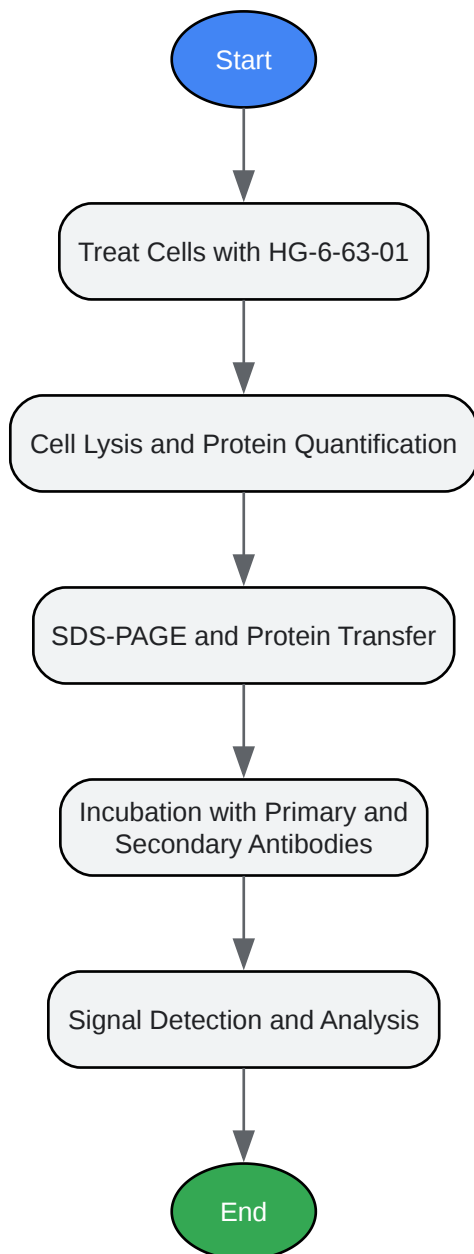 Start
Treat Cells with HG-6-63-01
Cell Lysis and Protein Quantification
SDS-PAGE and Protein Transfer
Incubation with Primary and
Secondary Antibodies
Signal Detection and Analysis
End